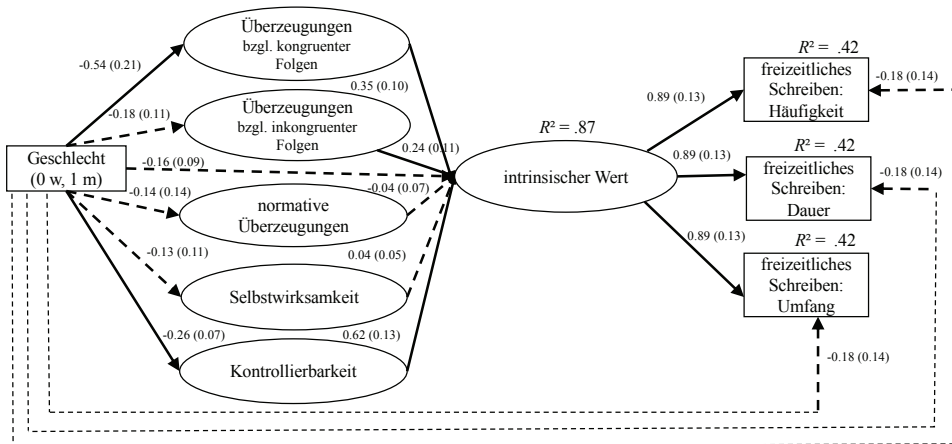 Überzeugungen
bzgl. kongruenter
Folgen
-0.54 (0.21)
0.35 (0.10)
Überzeugungen
bzgl. inkongruenter
Folgen
-0.18 (0.11)
0.24 (0.11)
Geschlecht
(0 w, 1 m)
-0.16 (0.09)
-0.14 (0.14)
-0.04 (0.07)
normative
Überzeugungen
-0.13 (0.11)
0.04 (0.05)
Selbstwirksamkeit
-0.26 (0.07)
0.62 (0.13)
Kontrollierbarkeit
R² = .87
intrinsischer Wert
0.89 (0.13)
0.89 (0.13)
0.89 (0.13)
R² = .42
freizeitliches
Schreiben:
Häufigkeit
-0.18 (0.14)
R² = .42
freizeitliches
Schreiben:
Dauer
-0.18 (0.14)
R² = .42
freizeitliches
Schreiben:
Umfang
-0.18 (0.14)